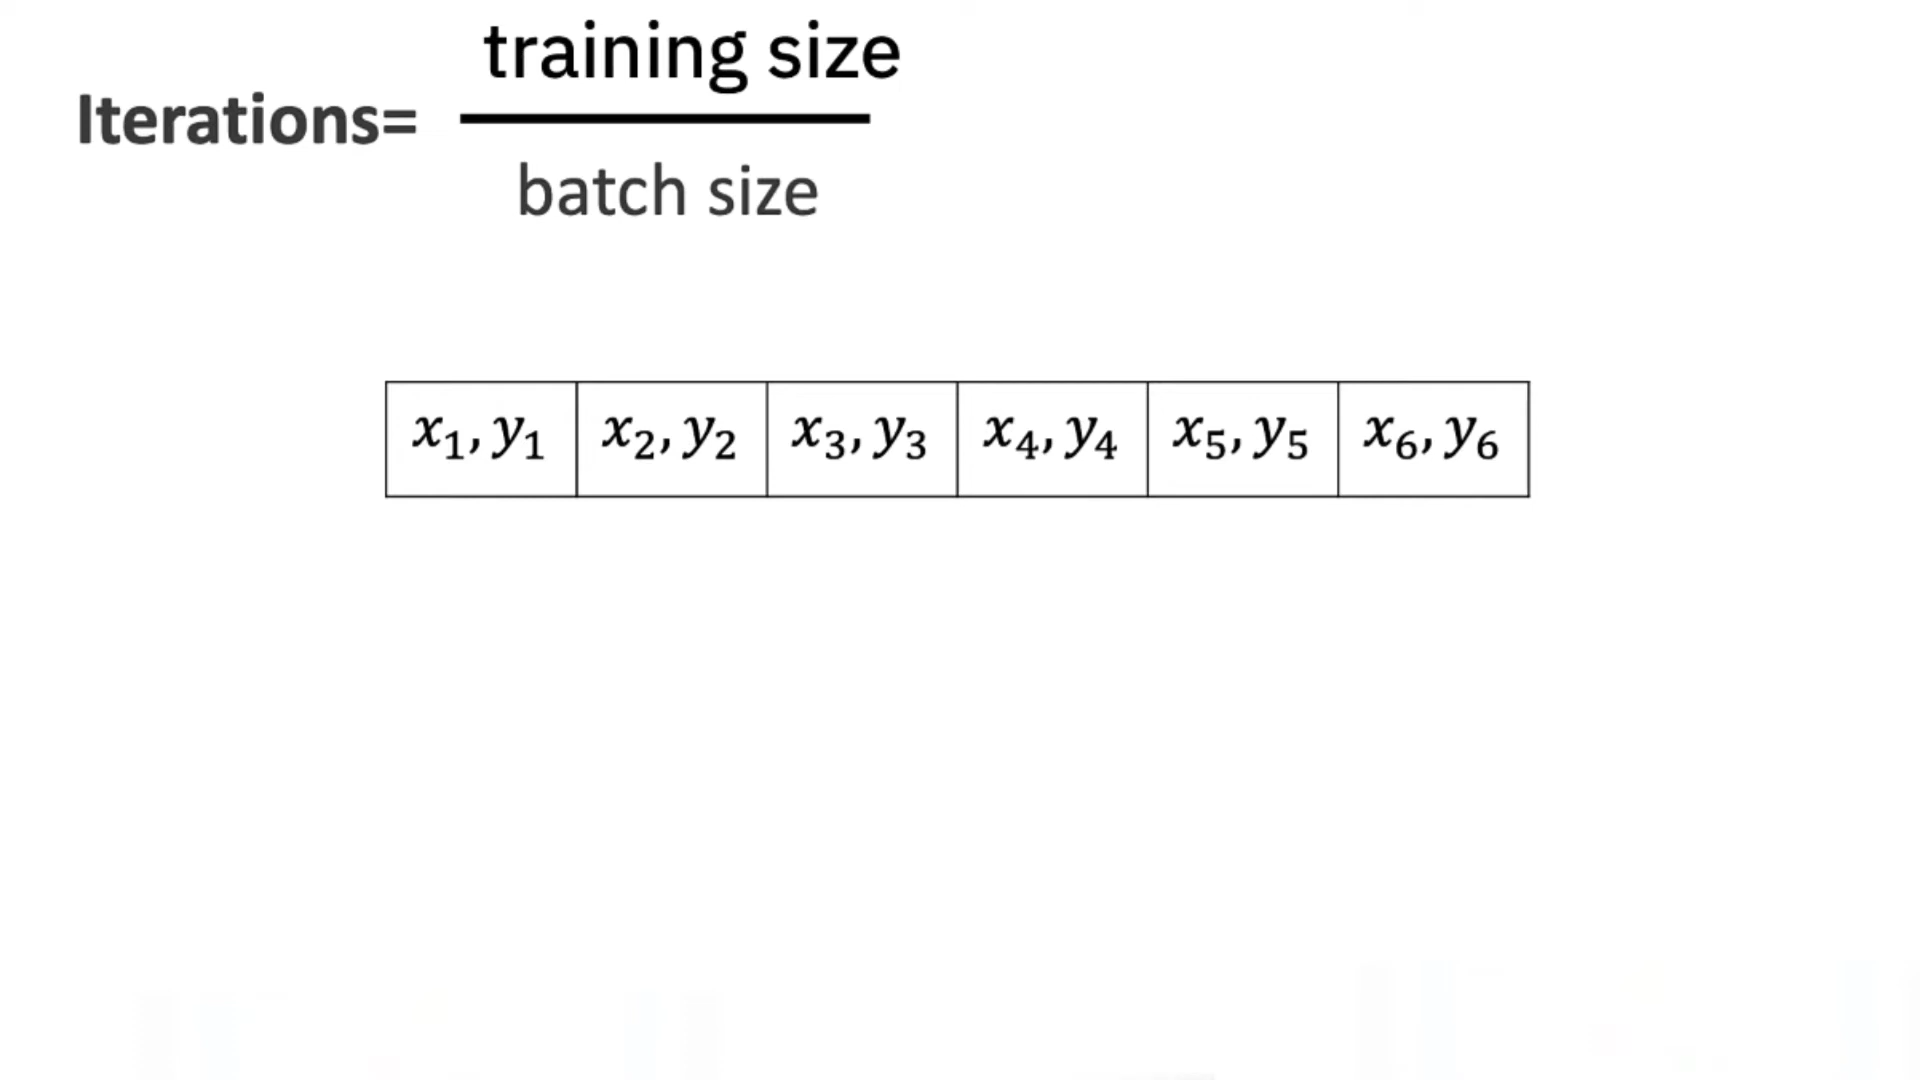 training size
Iterations=
batch size
x₁, y₁ x₂, y₂ x₃, y₃ x₄, y₄ x₅, y₅ x₆, y₆